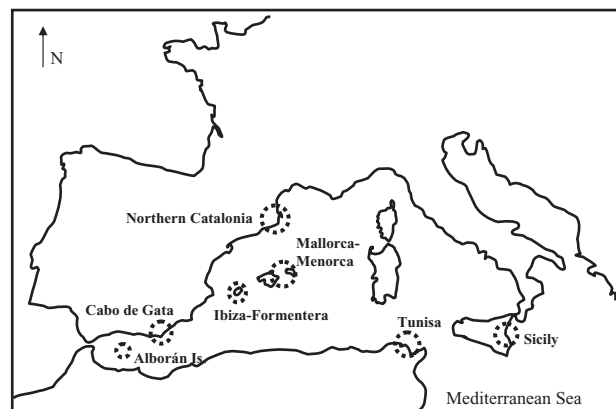 N
Northern Catalonia
Mallorca-
Menorca
Cabo de Gata
Ibiza-Formentera
Tunisa
Alborán Is.
Sicily
Mediterranean Sea